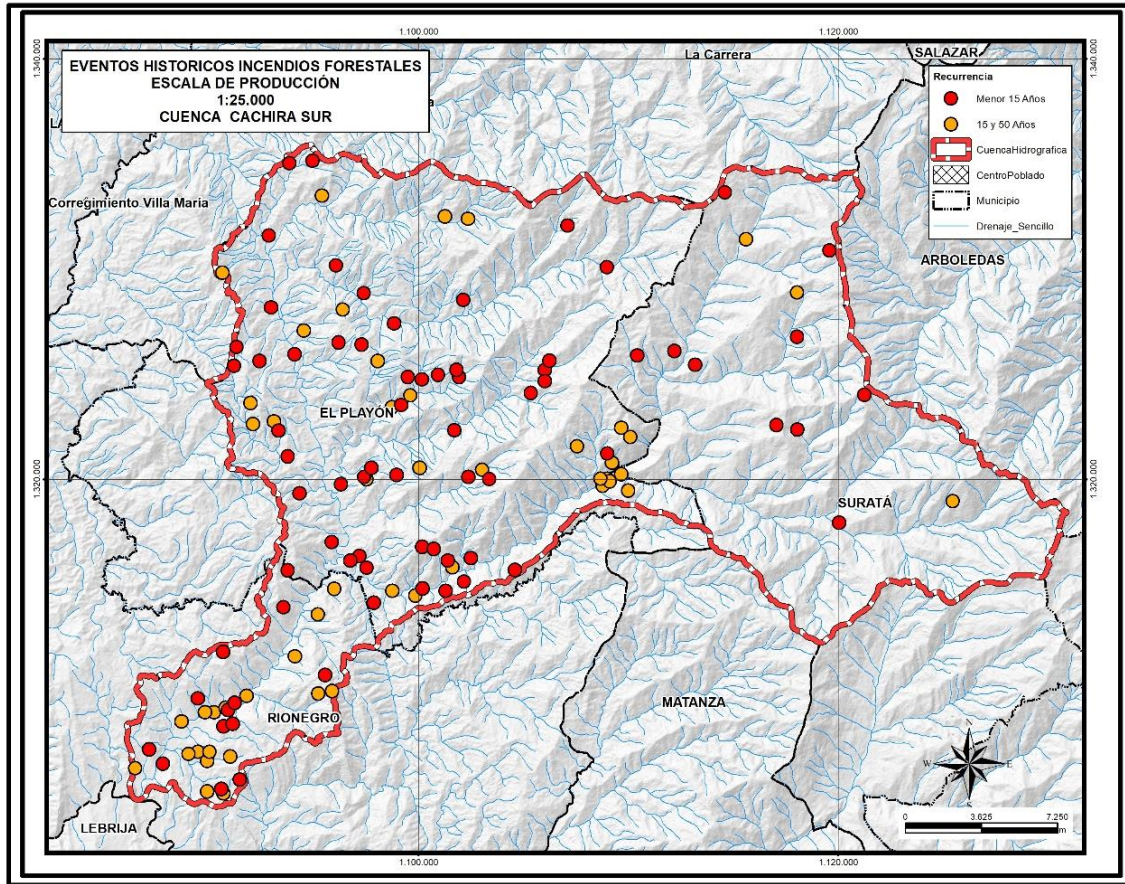 1.100.000
1.120.000
1.340.000
1.340.000
EVENTOS HISTORICOS INCENDIOS FORESTALES
ESCALA DE PRODUCCIÓN
1:25.000
CUENCA CACHIRA SUR
La Carrera
SALAZAR
Recurrencia
Menor 15 Años
15 y 50 Años
CuencaHidrografica
CentroPoblado
Municipio
Drenaje_Sencillo
Corregimiento Villa Maria
ARBOLEDAS
EL PLAYÓN
1.320.000
1.320.000
SURATÁ
MATANZA
RIONEGRO
LEBRIJA
N
W
E
S
0
3.625
7.250
m
1.100.000
1.120.000